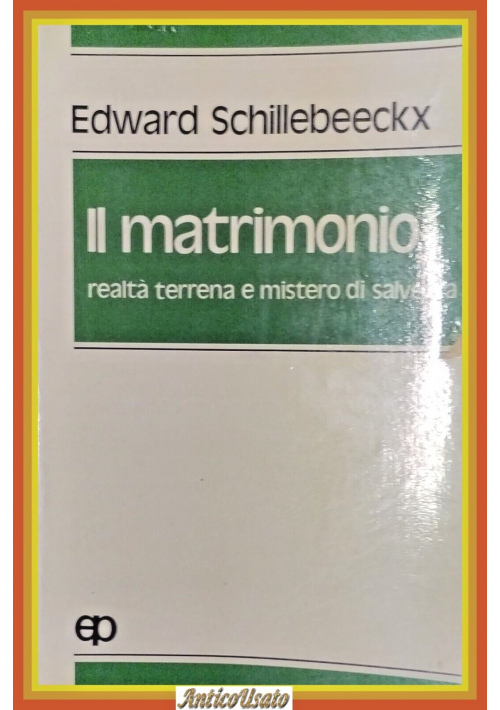 Edward Schillebeeckx
Il matrimonio
realtà terrena e mistero di
ep
AnticoUsato